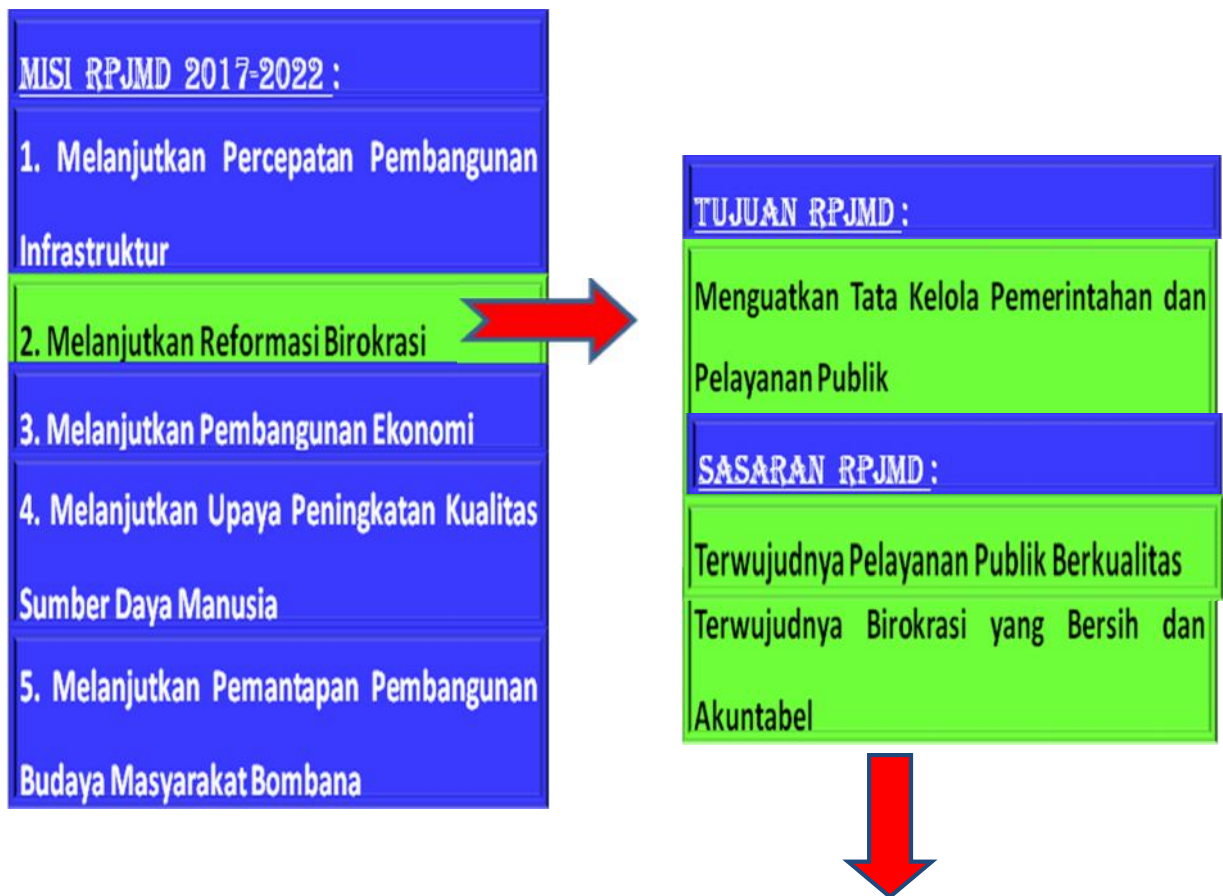 MISI RPJMD 2017-2022 :
1. Melanjutkan Percepatan Pembangunan
Infrastruktur
2. Melanjutkan Reformasi Birokrasi
3. Melanjutkan Pembangunan Ekonomi
4. Melanjutkan Upaya Peningkatan Kualitas
Sumber Daya Manusia
5. Melanjutkan Pemantapan Pembangunan
Budaya Masyarakat Bombana
TUJUAN RPJMD :
Menguatkan Tata Kelola Pemerintahan dan
Pelayanan Publik
SASARAN RPJMD :
Terwujudnya Pelayanan Publik Berkualitas
Terwujudnya Birokrasi yang Bersih dan
Akuntabel